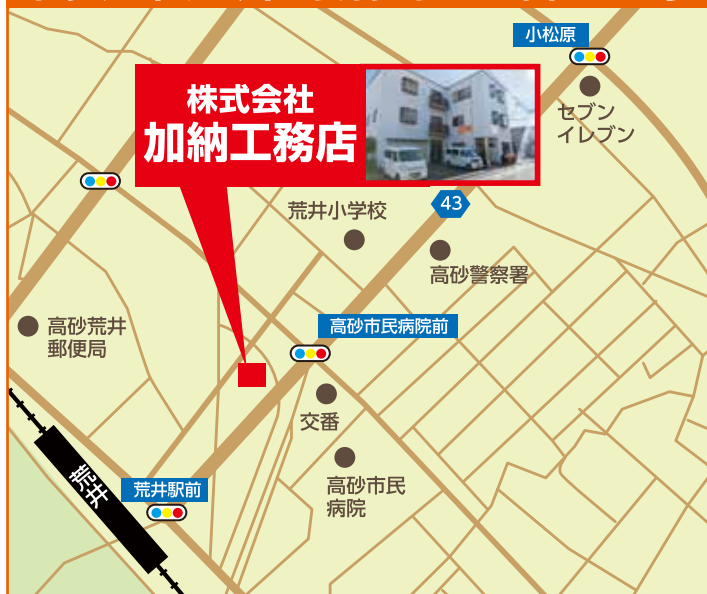 小松原
株式会社
加納工務店
セブン
イレブン
43
荒井小学校
高砂警察署
高砂市民病院前
高砂荒井
郵便局
交番
高砂市民
病院
荒井
荒井駅前